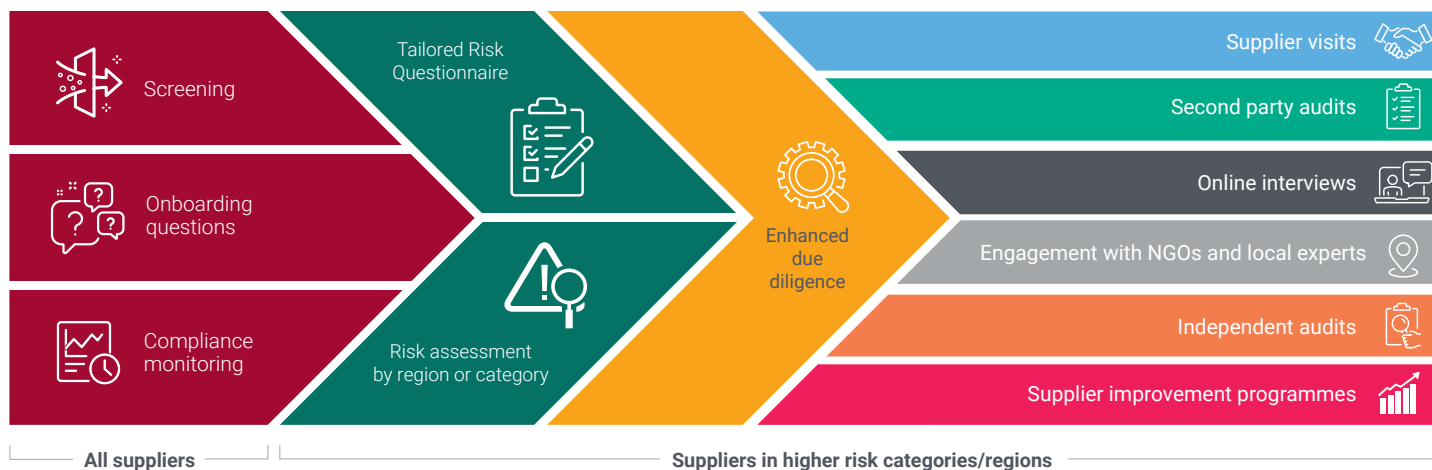 Screening
Onboarding
questions
Compliance
monitoring
Tailored Risk
Questionnaire
Risk assessment
by region or category
Enhanced
due
diligence
Supplier visits
Second party audits
Online interviews
Engagement with NGOs and local experts
Independent audits
Supplier improvement programmes
All suppliers
Suppliers in higher risk categories/regions